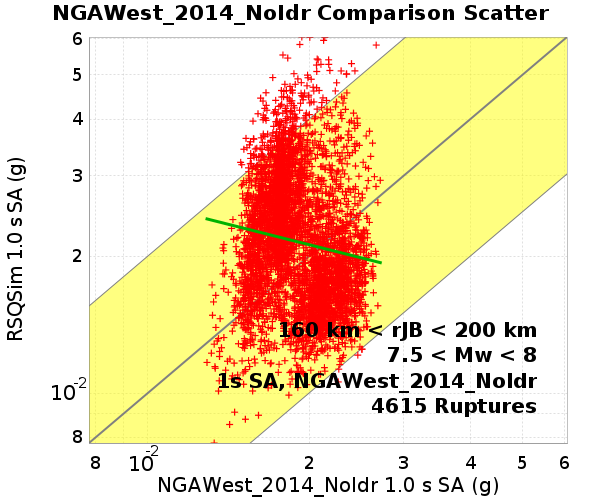 NGAWest_2014_NoIdr Comparison Scatter
6
5
4
3
2
10-2
8
RSQSim 1.0 s SA (g)
160 km < rJB < 200 km
7.5 < Mw < 8
1s SA, NGAWest_2014_NoIdr
4615 Ruptures
8 10-2 2 3 4 5 6
NGAWest_2014_NoIdr 1.0 s SA (g)